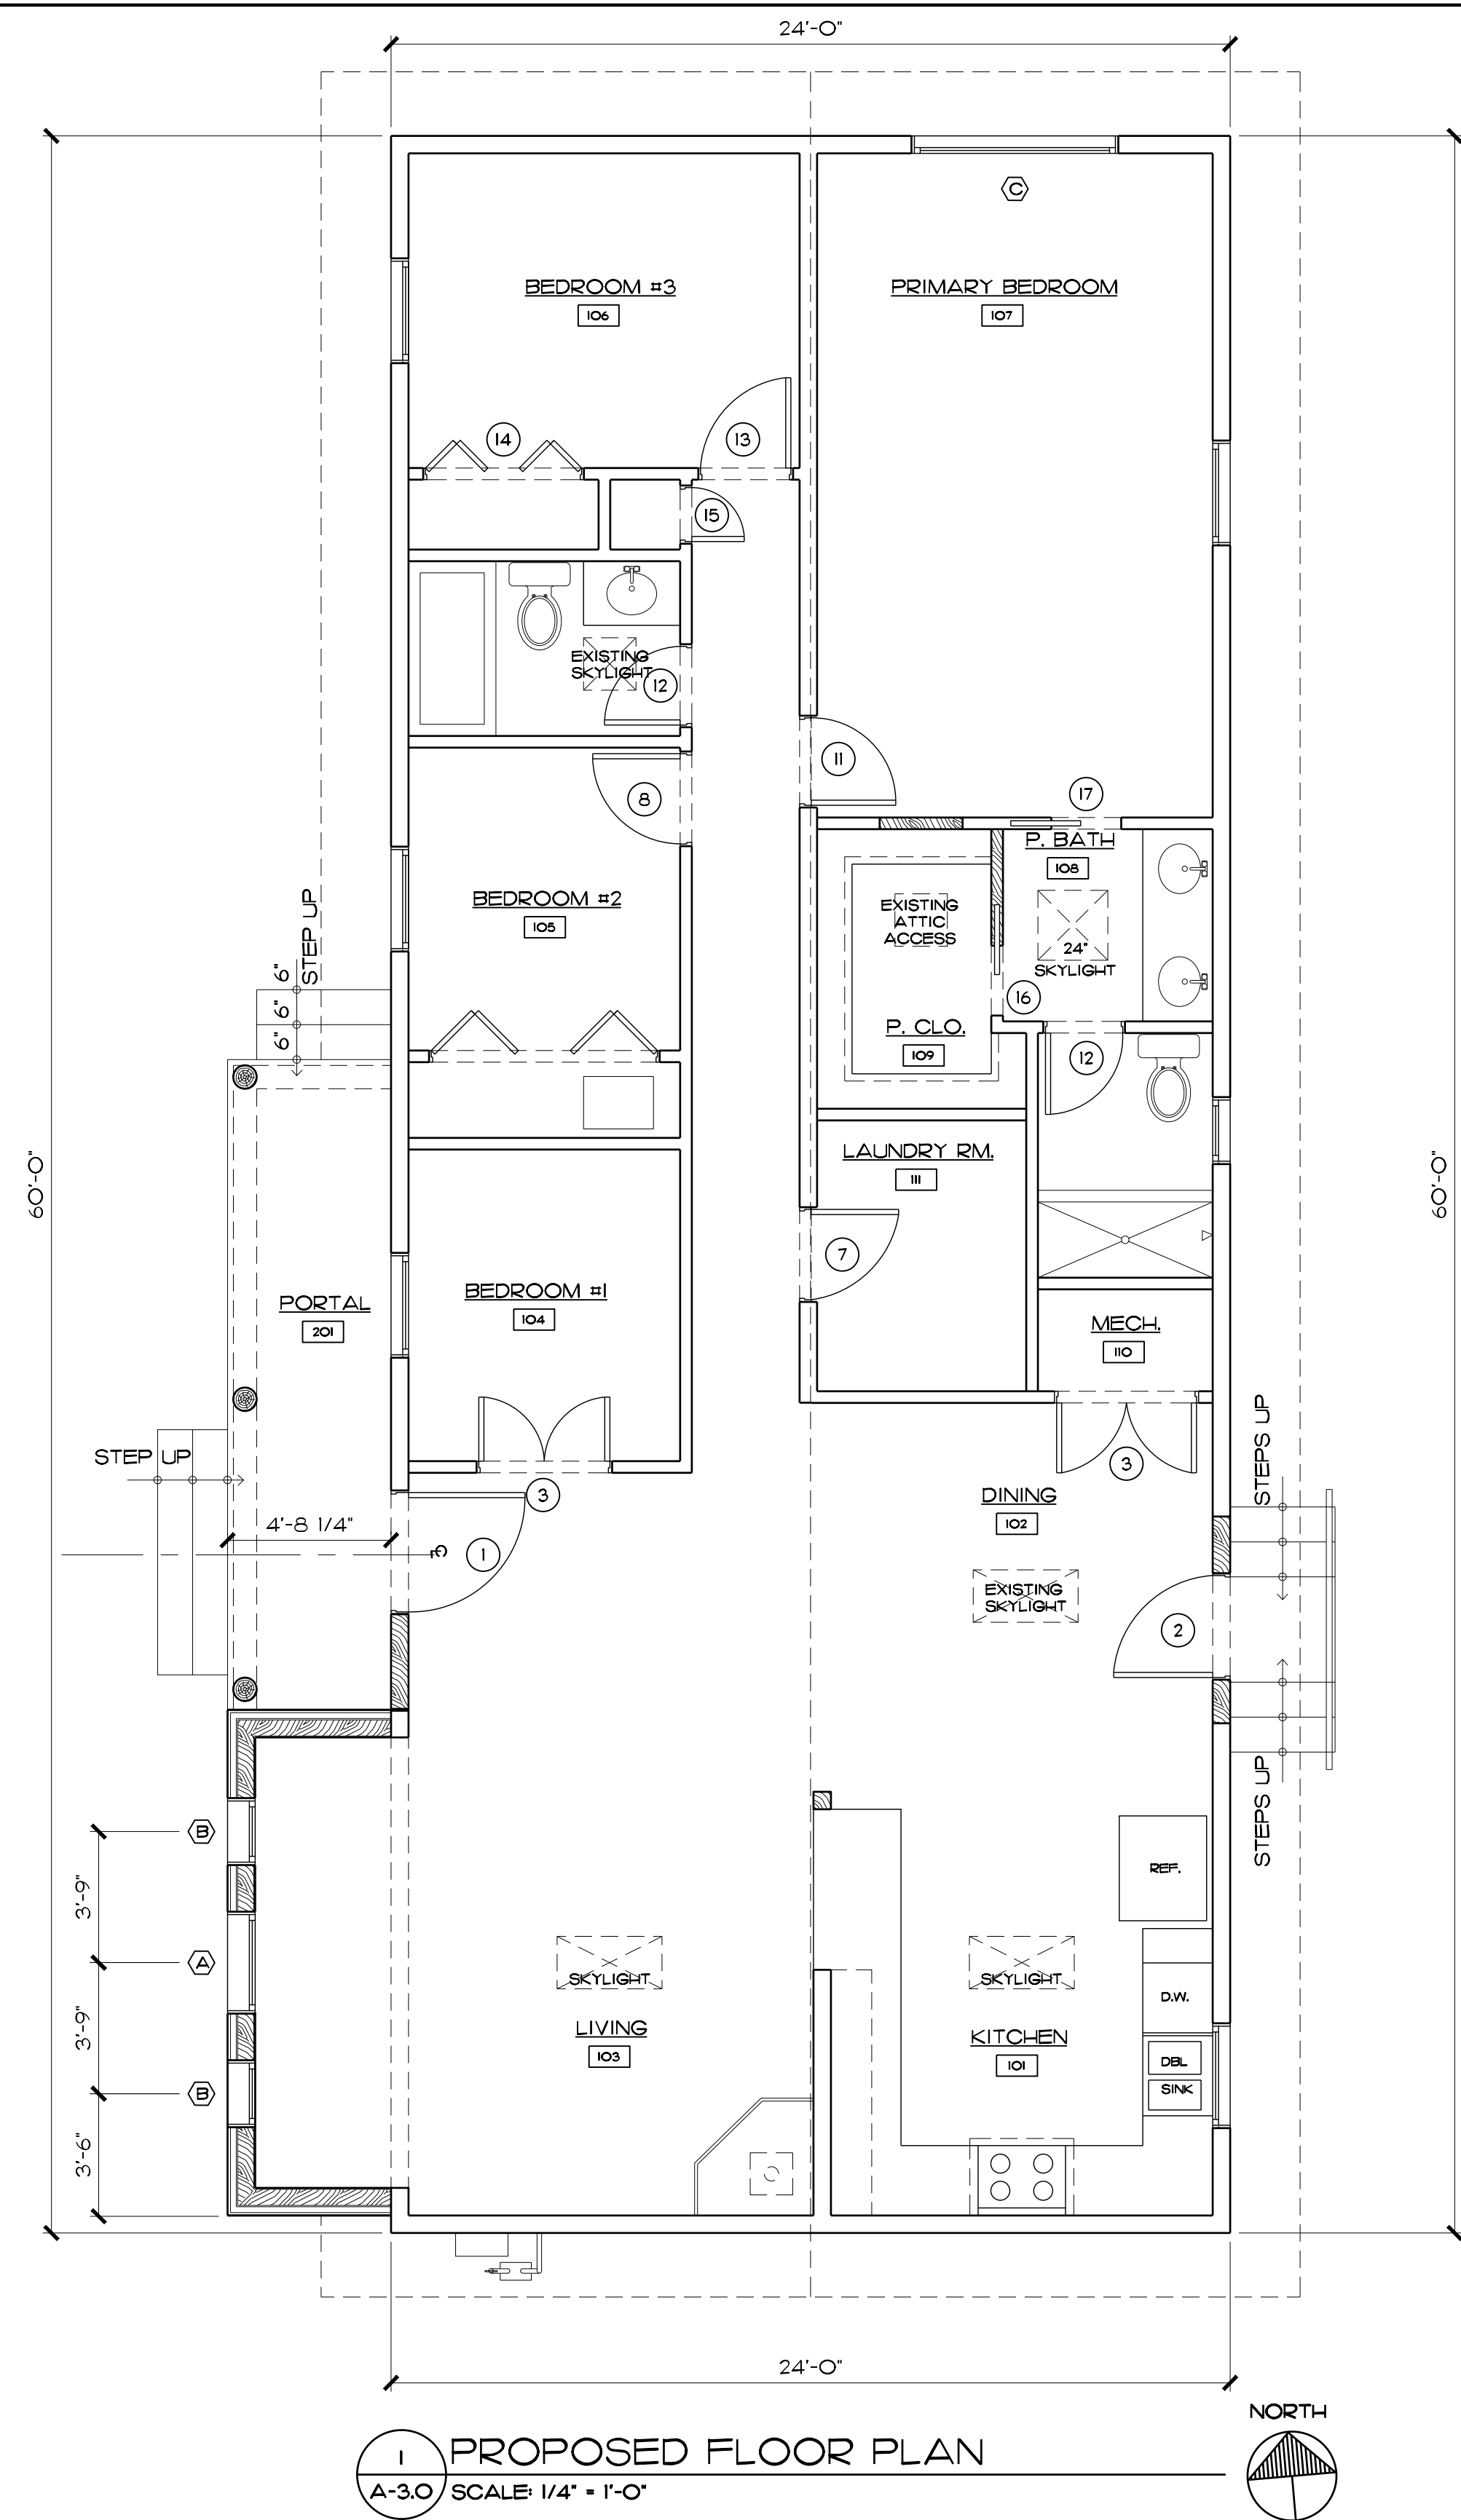 24'-0"
C
BEDROOM #3
106
PRIMARY BEDROOM
107
14
13
15
EXISTING
SKYLIGHT
12
11
8
17
P. BATH
108
BEDROOM #2
105
EXISTING
ATTIC
ACCESS
24"
SKYLIGHT
STEP UP
6"
6"
6"
16
P. CLO.
109
12
60'-0"
60'-0"
LAUNDRY RM.
111
7
BEDROOM #1
104
PORTAL
201
MECH.
110
STEP UP
STEPS UP
3
3
DINING
102
4'-8 1/4"
1
EXISTING
SKYLIGHT
2
STEPS UP
B
REF.
3'-9"
A
SKYLIGHT
SKYLIGHT
D.W.
3'-9"
LIVING
103
KITCHEN
101
DBL
SINK
B
3'-6"
24'-0"
NORTH
1
PROPOSED FLOOR PLAN
A-3.0
SCALE: 1/4" = 1'-0"